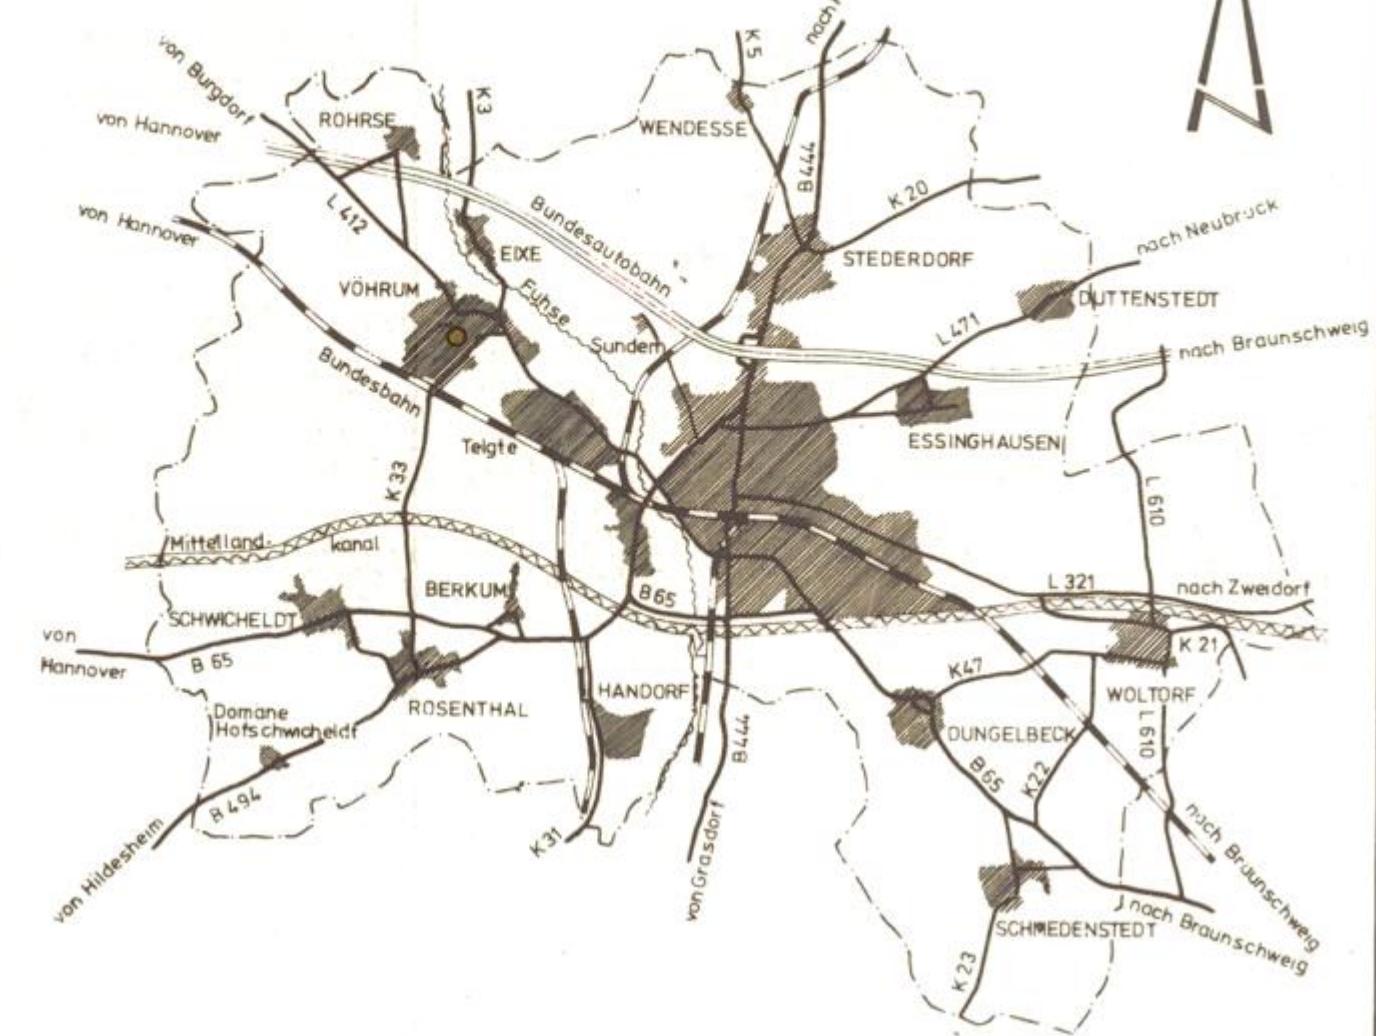 von Burgdorf
von Hannover
RÖHRSE
K3
WENDESSE
K5
nach
B444
K 20
von Hannover
L 412
EIXE
Bundesautobahn
STEDERDORF
nach Neubrück
VÖHRUM
Fuhse
DUTTENSTEDT
Sundern
L 471
nach Braunschweig
Bundesbahn
Telgte
ESSINGHAUSEN
K 33
L 610
Mittelland-
kanal
BERKUM
B 65
L 321
nach Zweidorf
SCHWICHELDT
von
Hannover
B 65
K 21
K47
HANDORF
WOLTORF
ROSENTHAL
Domäne
Hofschwicheldt
DUNGELBECK
B444
B65
K22
L 610
B 494
K 31
von Hildesheim
von Grasdorf
nach Braunschweig
nach Braunschweig
SCHMEDENSTEDT
K 23